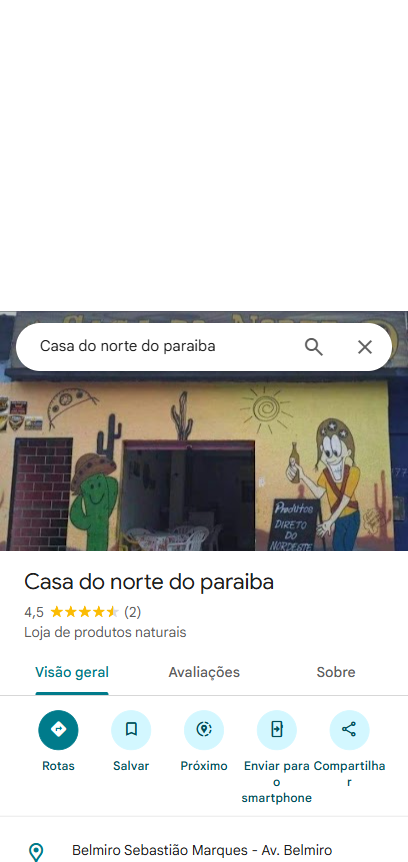 Casa do norte do paraiba
Produtos
DIRETO
DO
NORDESTE
Casa do norte do paraiba
4,5 (2)
Loja de produtos naturais
Visão geral Avaliações Sobre
Rotas Salvar Próximo Enviar para o smartphone Compartilhar
Belmiro Sebastião Marques - Av. Belmiro